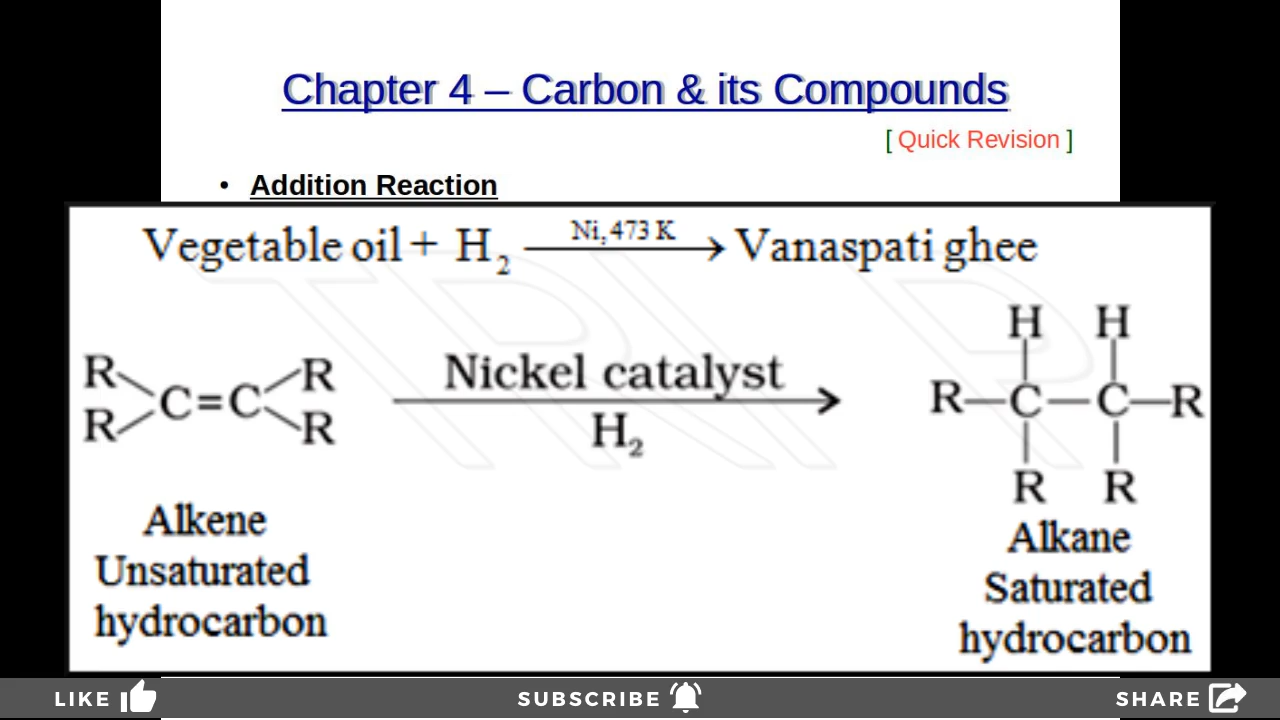 Chapter 4 – Carbon & its Compounds
[ Quick Revision ]
• Addition Reaction
Vegetable oil + H₂ Ni, 473 K → Vanaspati ghee
H H
R R Nickel catalyst
C=C → R—C—C—R
R R H₂
R R
Alkene
Alkane
Unsaturated
Saturated
hydrocarbon
hydrocarbon
LIKE SUBSCRIBE SHARE